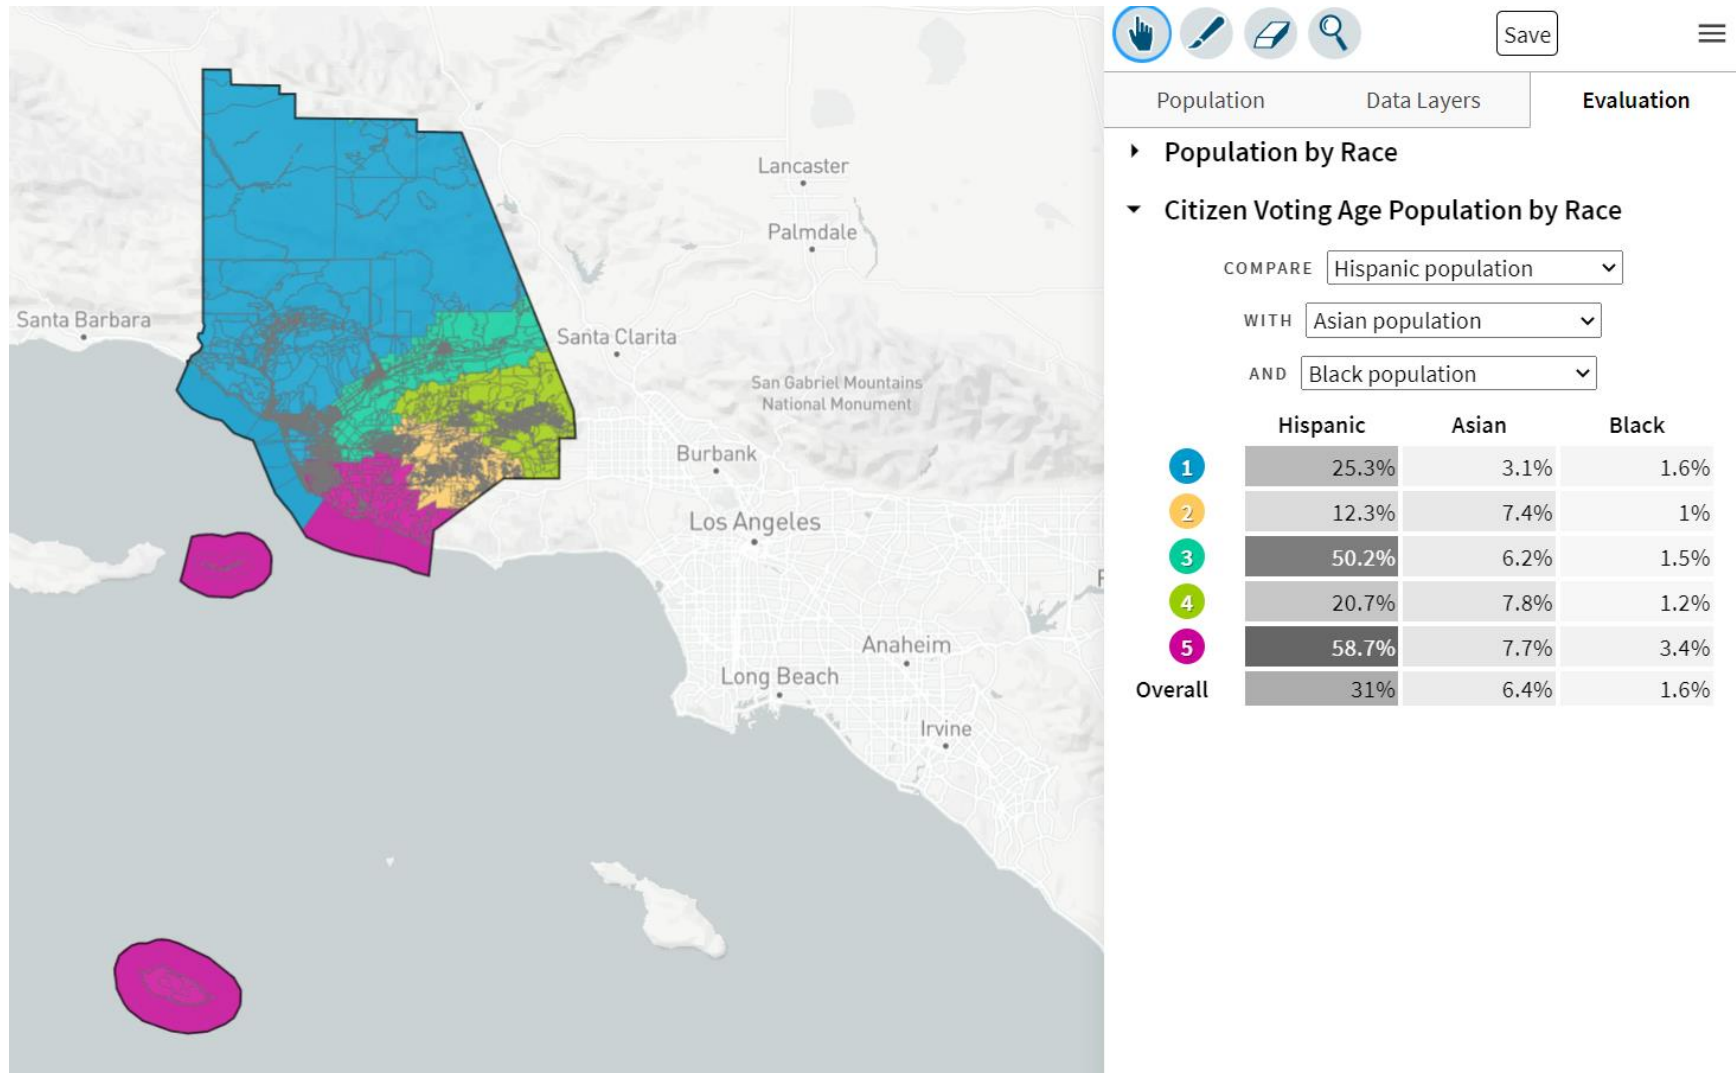 Save
Population Data Layers Evaluation
Population by Race
Citizen Voting Age Population by Race
COMPARE Hispanic population
WITH Asian population
AND Black population
Hispanic Asian Black
1 25.3% 3.1% 1.6%
2 12.3% 7.4% 1%
3 50.2% 6.2% 1.5%
4 20.7% 7.8% 1.2%
5 58.7% 7.7% 3.4%
Overall 31% 6.4% 1.6%
Lancaster
Palmdale
Santa Barbara
Santa Clarita
San Gabriel Mountains
National Monument
Burbank
Los Angeles
Anaheim
Long Beach
Irvine